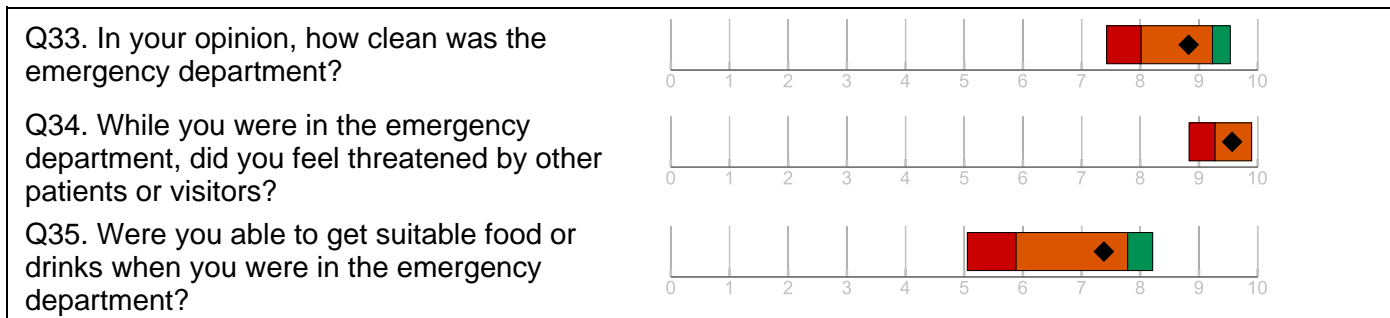 Q33. In your opinion, how clean was the
emergency department?
0 1 2 3 4 5 6 7 8 9 10
Q34. While you were in the emergency
department, did you feel threatened by other
patients or visitors?
0 1 2 3 4 5 6 7 8 9 10
Q35. Were you able to get suitable food or
drinks when you were in the emergency
department?
0 1 2 3 4 5 6 7 8 9 10